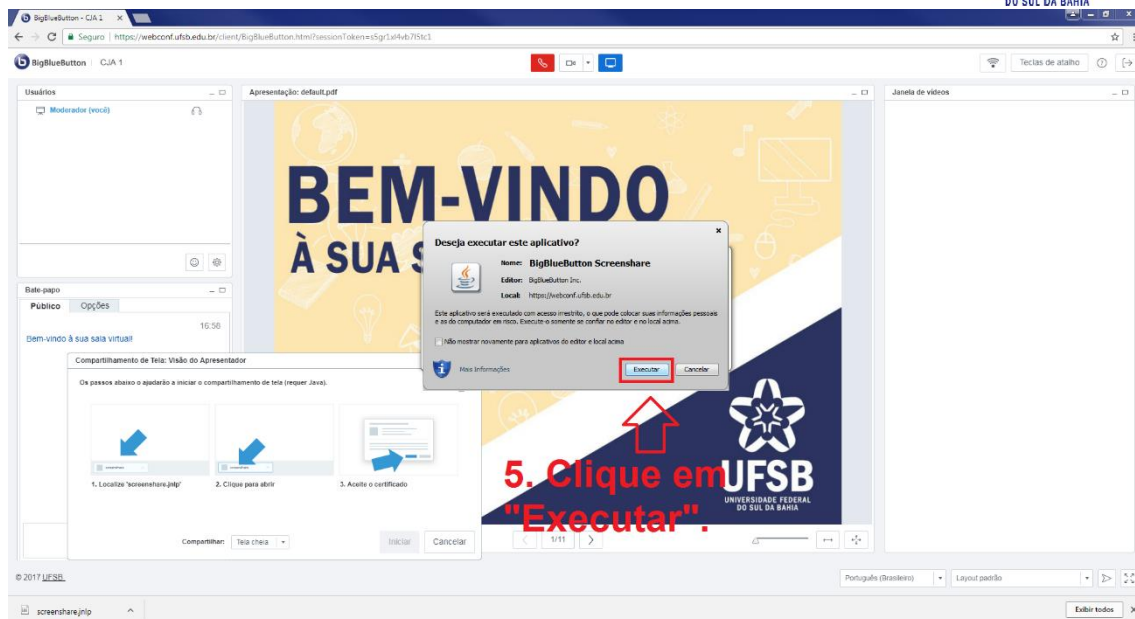 DO SUL DA BAHIA
BigBlueButton - CJA 1
Seguro | https://webconf.ufsb.edu.br/client/BigBlueButton.html?sessionToken=
BigBlueButton CJA 1
Teclas de atalho
Usuários
Moderador (você)
Apresentação: default.pdf
Janela de vídeos
BEM-VINDO
À SUA S
Deseja executar este aplicativo?
Nome: BigBlueButton Screenshare
Editor: BigBlueButton Inc.
Local: https://webconf.ufsb.edu.br
Este aplicativo será executado com acesso irrestrito, o que pode colocar suas informações pessoais
e as do computador em risco. Execute-o somente se confiar no editor e no local acima.
Não mostrar novamente para aplicativos do editor e local acima
Mais Informações
Executar
Cancelar
Bate-papo
Público
Opções
16:56
Bem-vindo à sua sala virtual!
Compartilhamento de Tela: Visão do Apresentador
Os passos abaixo o ajudarão a iniciar o compartilhamento de tela (requer Java).
1. Localize 'screenshare.jnlp'
2. Clique para abrir
3. Aceite o certificado
Compartilhar: Tela cheia
Iniciar
Cancelar
5. Clique em
"Executar".
UFSB
UNIVERSIDADE FEDERAL
DO SUL DA BAHIA
1/11
© 2017 UFSB.
Português (Brasileiro)
Layout padrão
screenshare.jnlp
Exibir todos